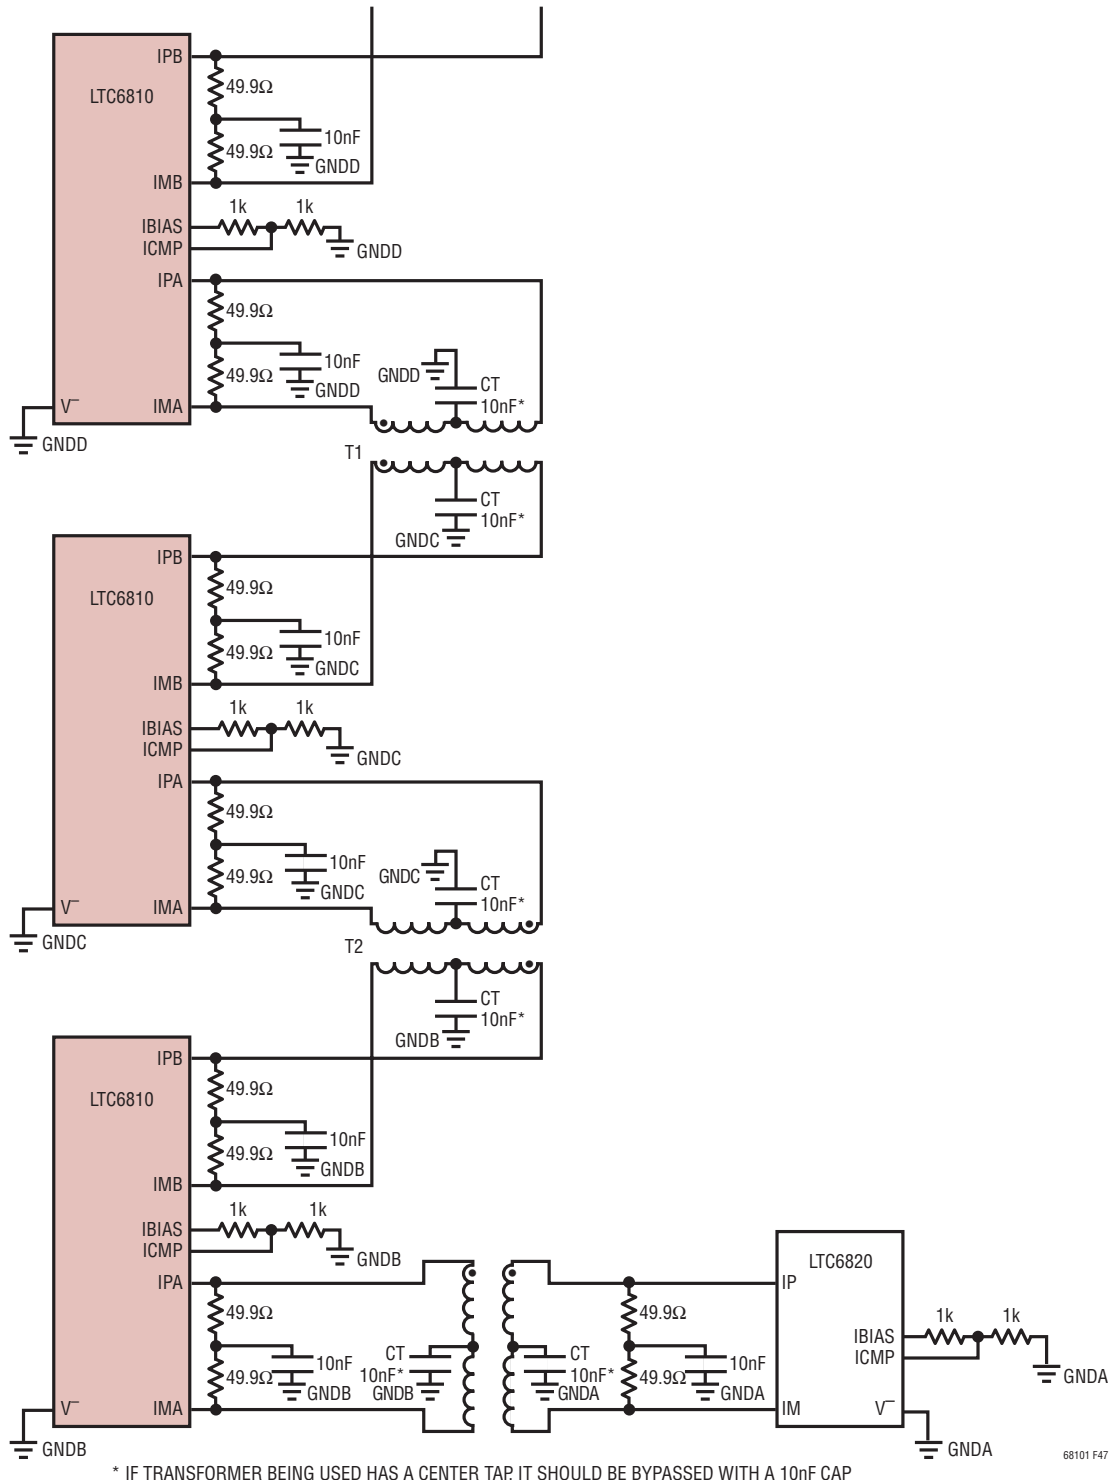 IPB
49.9Ω
LTC6810
10nF
49.9Ω
GNDD
IMB
1k 1k
IBIAS
ICMP
GNDD
IPA
49.9Ω
10nF
GNDD
CT
49.9Ω
GNDD
10nF*
V⁻
IMA
GNDD
T1
CT
10nF*
GNDC
IPB
49.9Ω
LTC6810
10nF
49.9Ω
GNDC
IMB
1k 1k
IBIAS
ICMP
GNDC
IPA
49.9Ω
10nF
GNDC
CT
49.9Ω
GNDC
10nF*
V⁻
IMA
GNDC
T2
CT
10nF*
GNDB
IPB
49.9Ω
LTC6810
10nF
49.9Ω
GNDB
IMB
1k 1k
IBIAS
ICMP
GNDB
IPA
49.9Ω
10nF
49.9Ω
GNDB
V⁻
IMA
GNDB
CT
10nF*
GNDB
CT
10nF*
GNDA
49.9Ω
10nF
49.9Ω
GNDA
LTC6820
IP
IBIAS
ICMP
IM
V⁻
1k 1k
GNDA
GNDA
68101 F47
* IF TRANSFORMER BEING USED HAS A CENTER TAP, IT SHOULD BE BYPASSED WITH A 10nF CAP